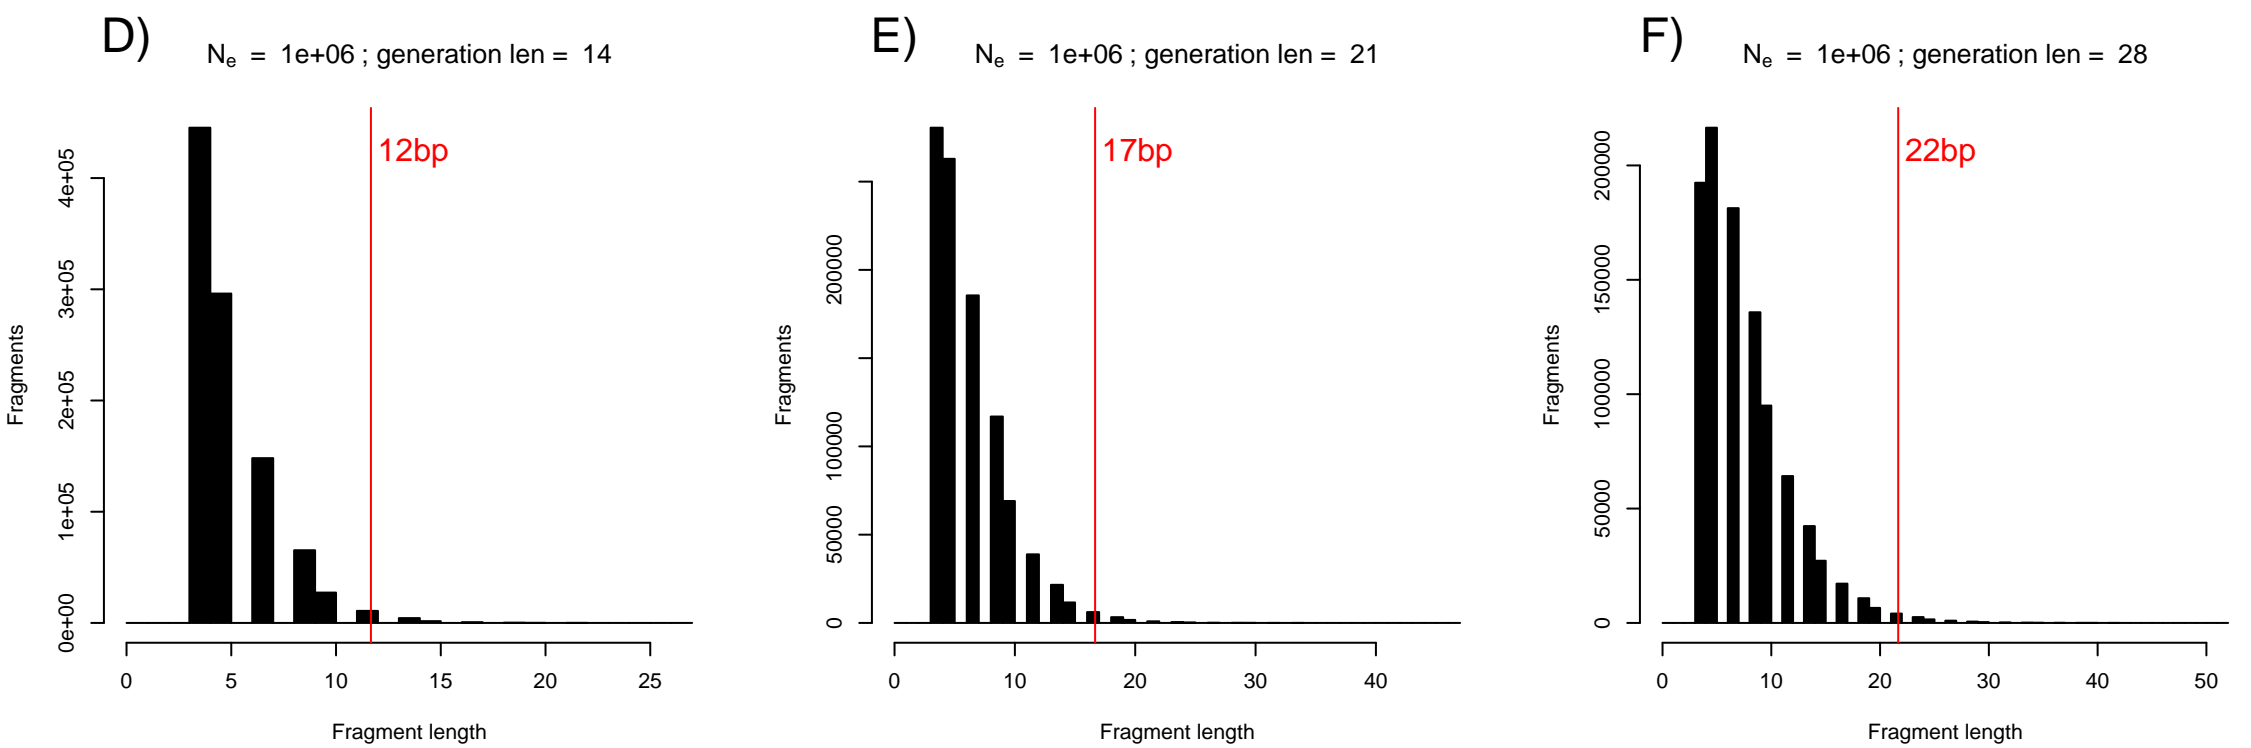 D)
Ne = 1e+06 ; generation len = 14
12bp
0e+00 1e+05 2e+05 3e+05 4e+05
Fragments
0 5 10 15 20 25
Fragment length
E)
Ne = 1e+06 ; generation len = 21
17bp
0 50000 100000 200000
Fragments
0 10 20 30 40
Fragment length
F)
Ne = 1e+06 ; generation len = 28
22bp
0 50000 100000 150000 200000
Fragments
0 10 20 30 40 50
Fragment length